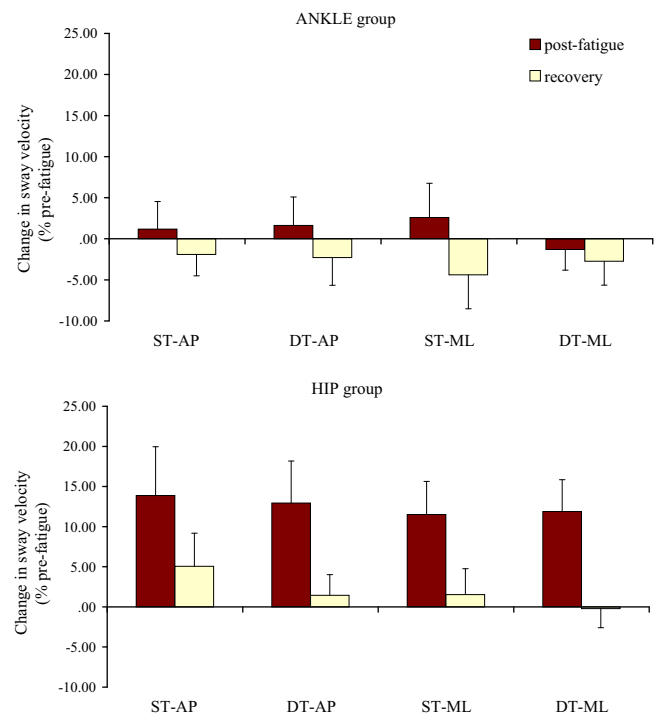 ANKLE group
25.00
20.00
15.00
10.00
5.00
.00
-5.00
-10.00
Change in sway velocity
(% pre-fatigue)
post-fatigue
recovery
ST-AP DT-AP ST-ML DT-ML
HIP group
25.00
20.00
15.00
10.00
5.00
.00
-5.00
-10.00
Change in sway velocity
(% pre-fatigue)
ST-AP DT-AP ST-ML DT-ML